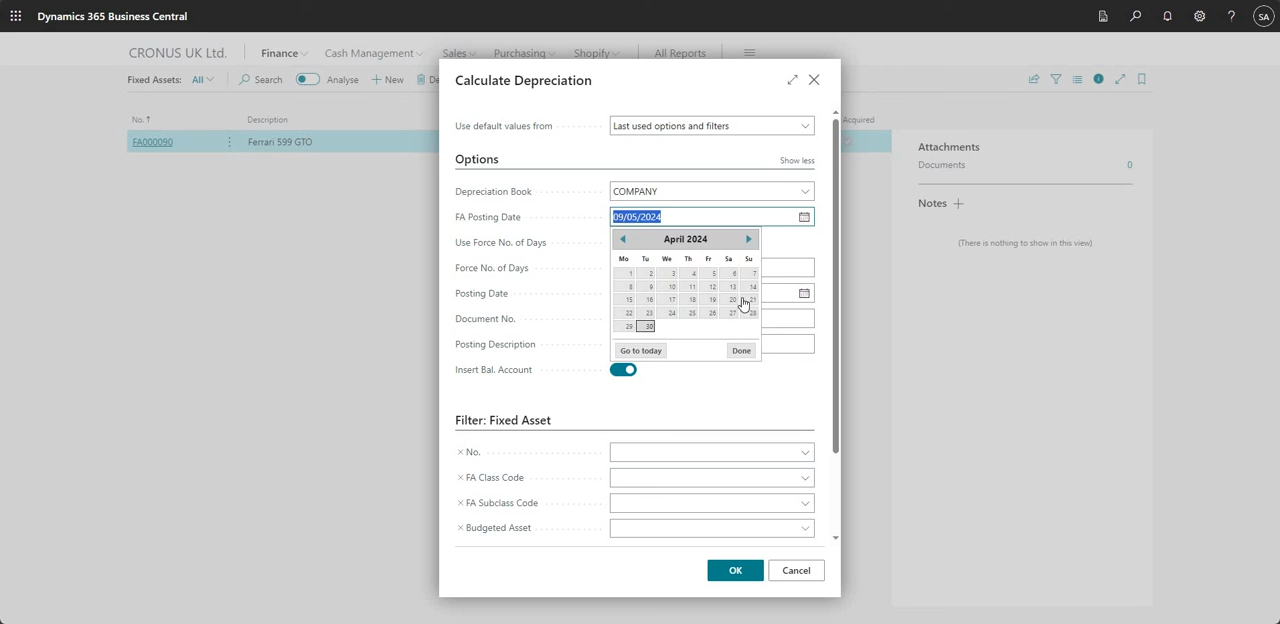 Dynamics 365 Business Central
SA
CRONUS UK Ltd.
Finance
Cash Management
Sales
Purchasing
Shopify
All Reports
Fixed Assets:
All
Search
Analyse
New
De
No. ↑
Description
Acquired
FA000090
Ferrari 599 GTO
Calculate Depreciation
Use default values from
Last used options and filters
Options
Show less
Depreciation Book
COMPANY
FA Posting Date
09/05/2024
Use Force No. of Days
Force No. of Days
Posting Date
Document No.
Posting Description
Insert Bal. Account
April 2024
Mo Tu We Th Fr Sa Su
1 2 3 4 5 6 7
8 9 10 11 12 13 14
15 16 17 18 19 20 21
22 23 24 25 26 27 28
29 30
Go to today
Done
Filter: Fixed Asset
× No.
× FA Class Code
× FA Subclass Code
× Budgeted Asset
OK
Cancel
Attachments
Documents
0
Notes +
(There is nothing to show in this view)